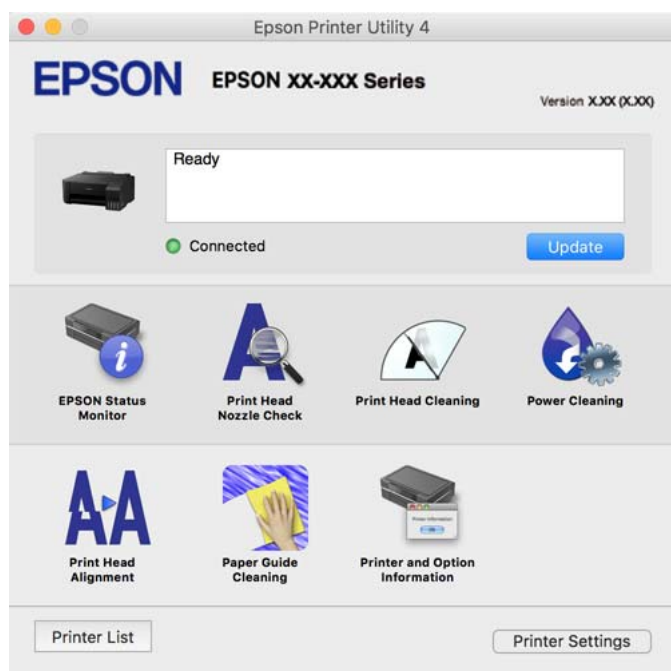 Epson Printer Utility 4
EPSON
EPSON XX-XXX Series
Version X.XX (X.XX)
Ready
Connected
Update
EPSON Status
Monitor
Print Head
Nozzle Check
Print Head Cleaning
Power Cleaning
Print Head
Alignment
Paper Guide
Cleaning
Printer and Option
Information
Printer List
Printer Settings